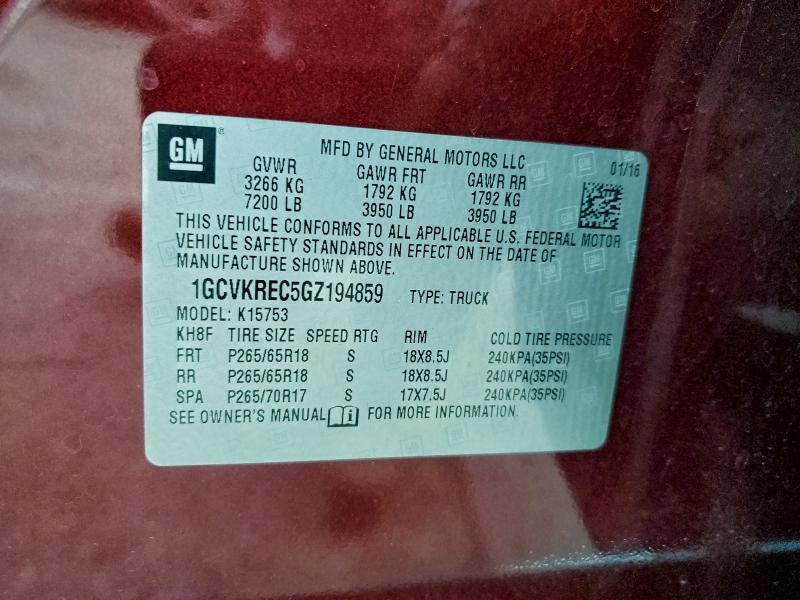 GM
MFD BY GENERAL MOTORS LLC 01/16
GVWR GAWR FRT GAWR RR
3266 KG 1792 KG 1792 KG
7200 LB 3950 LB 3950 LB
THIS VEHICLE CONFORMS TO ALL APPLICABLE U.S. FEDERAL MOTOR
VEHICLE SAFETY STANDARDS IN EFFECT ON THE DATE OF
MANUFACTURE SHOWN ABOVE.
1GCVKREC5GZ194859 TYPE: TRUCK
MODEL: K15753
KH8F TIRE SIZE SPEED RTG RIM COLD TIRE PRESSURE
FRT P265/65R18 S 18X8.5J 240KPA(35PSI)
RR P265/65R18 S 18X8.5J 240KPA(35PSI)
SPA P265/70R17 S 17X7.5J 240KPA(35PSI)
SEE OWNER'S MANUAL FOR MORE INFORMATION.